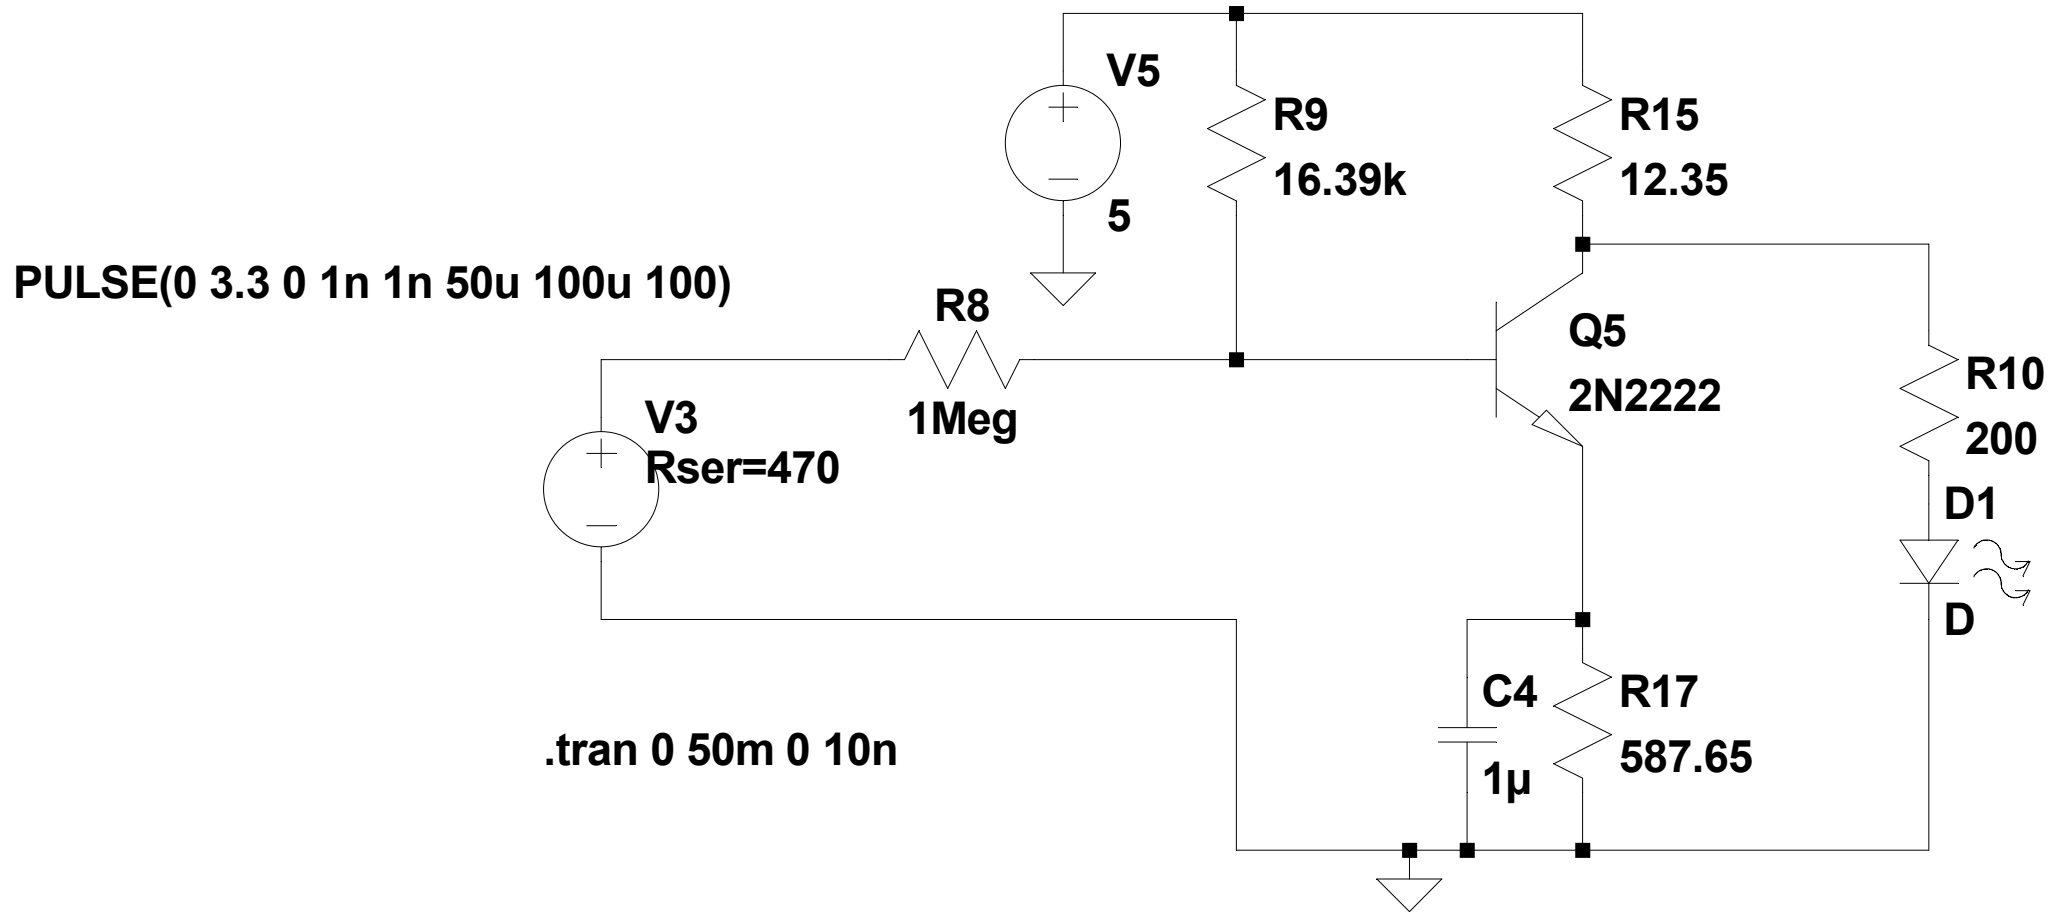 V5
5
R9
16.39k
R15
12.35
PULSE(0 3.3 0 1n 1n 50u 100u 100)
R8
1Meg
V3
Rser=470
Q5
2N2222
R10
200
D1
D
C4
1µ
R17
587.65
.tran 0 50m 0 10n